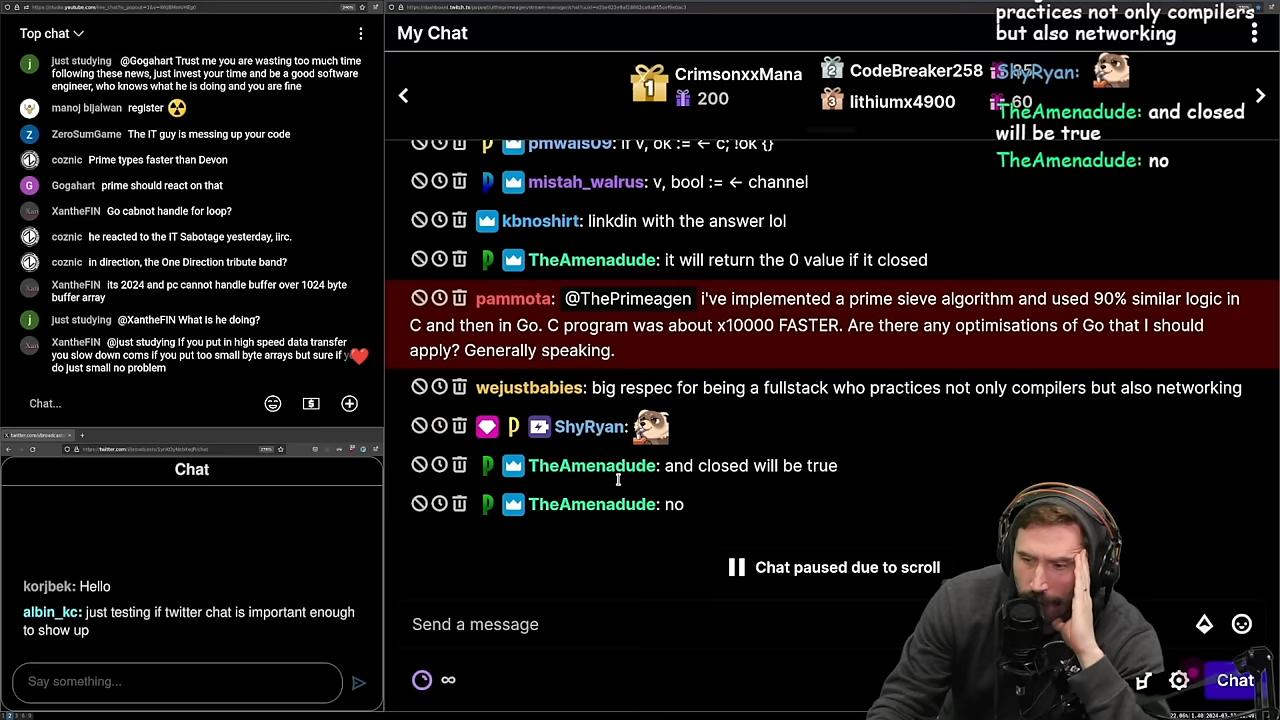 Top chat
just studying @Gogahart Trust me you are wasting too much time
following these news, just invest your time and be a good software
engineer, who knows what he is doing and you are fine
manoj bijalwan register
ZeroSumGame The IT guy is messing up your code
coznic Prime types faster than Devon
Gogahart prime should react on that
XantheFIN Go cabnot handle for loop?
coznic he reacted to the IT Sabotage yesterday, iirc.
coznic in direction, the One Direction tribute band?
XantheFIN its 2024 and pc cannot handle buffer over 1024 byte
buffer array
just studying @XantheFIN What is he doing?
XantheFIN @just studying If you put in high speed data transfer
you slow down coms if you put too small byte arrays but sure if
do just small no problem
Chat...
Chat
korjbek: Hello
albin_kc: just testing if twitter chat is important enough
to show up
Say something...
My Chat
1
CrimsonxxMana
200
2 CodeBreaker258
3 lithiumx4900
60
pmwals09: if v, ok := <- c; !ok {}
mistah_walrus: v, bool := <- channel
kbnoshirt: linkdin with the answer lol
TheAmenadude: it will return the 0 value if it closed
pammota: @ThePrimeagen i've implemented a prime sieve algorithm and used 90% similar logic in
C and then in Go. C program was about x10000 FASTER. Are there any optimisations of Go that I should
apply? Generally speaking.
wejustbabies: big respec for being a fullstack who practices not only compilers but also networking
ShyRyan:
TheAmenadude: and closed will be true
TheAmenadude: no
Chat paused due to scroll
Send a message
∞
Chat
practices not only compilers
but also networking
ShyRyan:
TheAmenadude: and closed
will be true
TheAmenadude: no